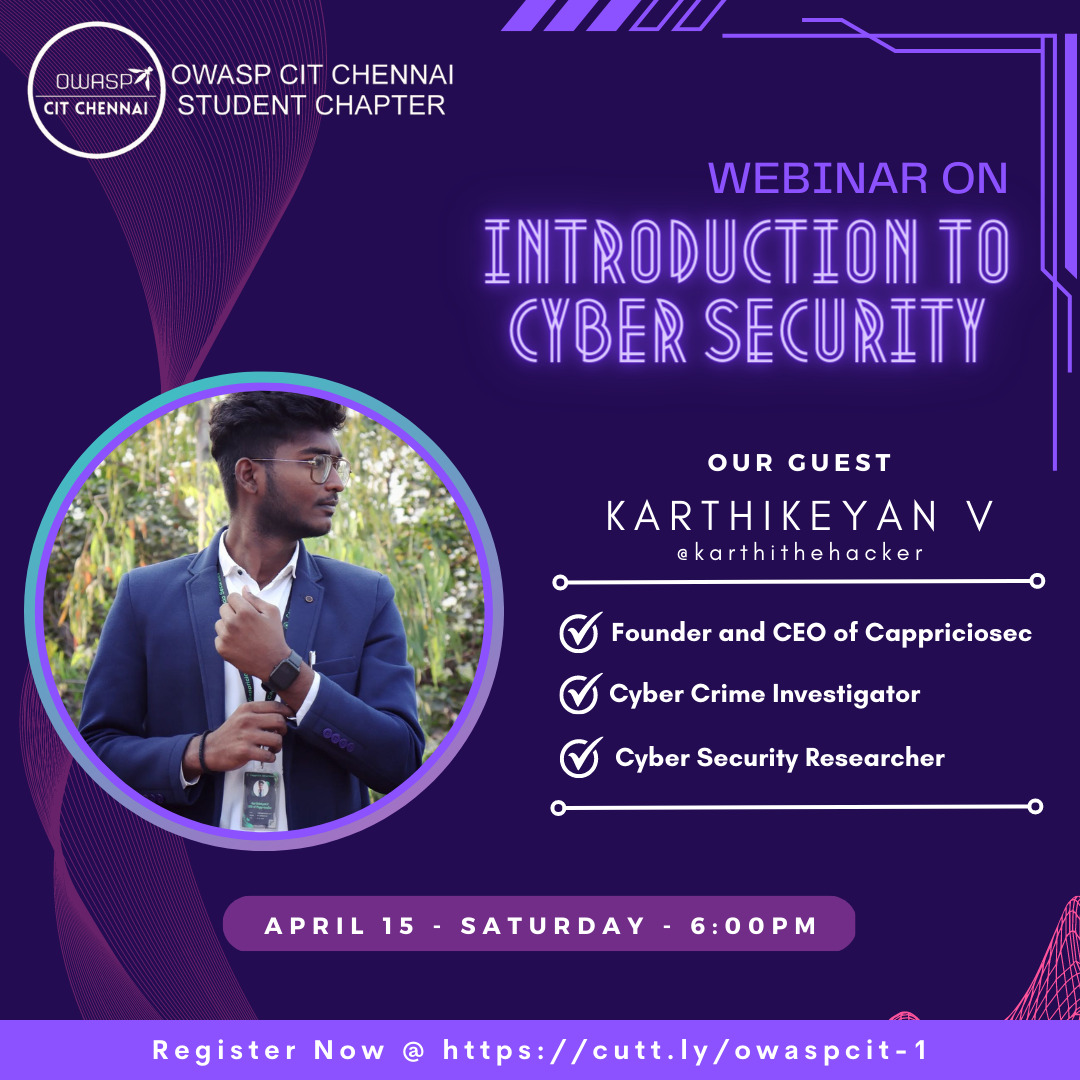 OWASP
CIT CHENNAI
OWASP CIT CHENNAI
STUDENT CHAPTER
WEBINAR ON
INTRODUCTION TO
CYBER SECURITY
OUR GUEST
KARTHIKEYAN V
@karthithehacker
Founder and CEO of Cappriciosec
Cyber Crime Investigator
Cyber Security Researcher
APRIL 15 - SATURDAY - 6:00PM
Register Now @ https://cutt.ly/owaspcit-1